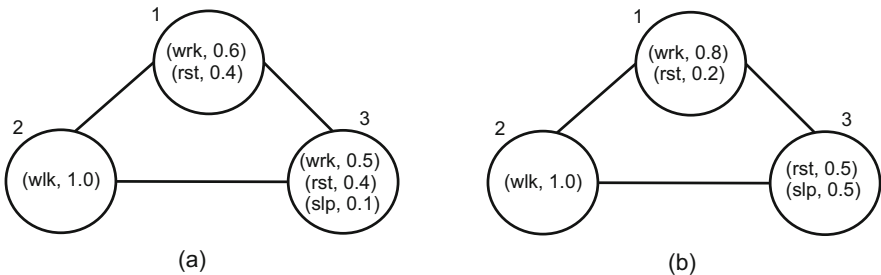 1
(wrk, 0.6)
(rst, 0.4)
2
(wlk, 1.0)
3
(wrk, 0.5)
(rst, 0.4)
(slp, 0.1)
(a)
1
(wrk, 0.8)
(rst, 0.2)
2
(wlk, 1.0)
3
(rst, 0.5)
(slp, 0.5)
(b)